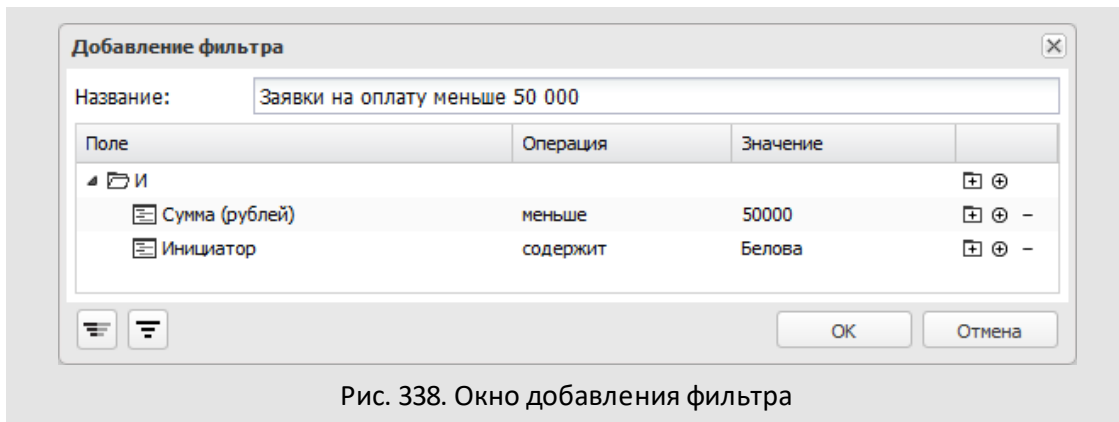 Добавление фильтра
Название: Заявки на оплату меньше 50 000
Поле Операция Значение
И
Сумма (рублей) меньше 50000
Инициатор содержит Белова
ОК Отмена
Рис. 338. Окно добавления фильтра